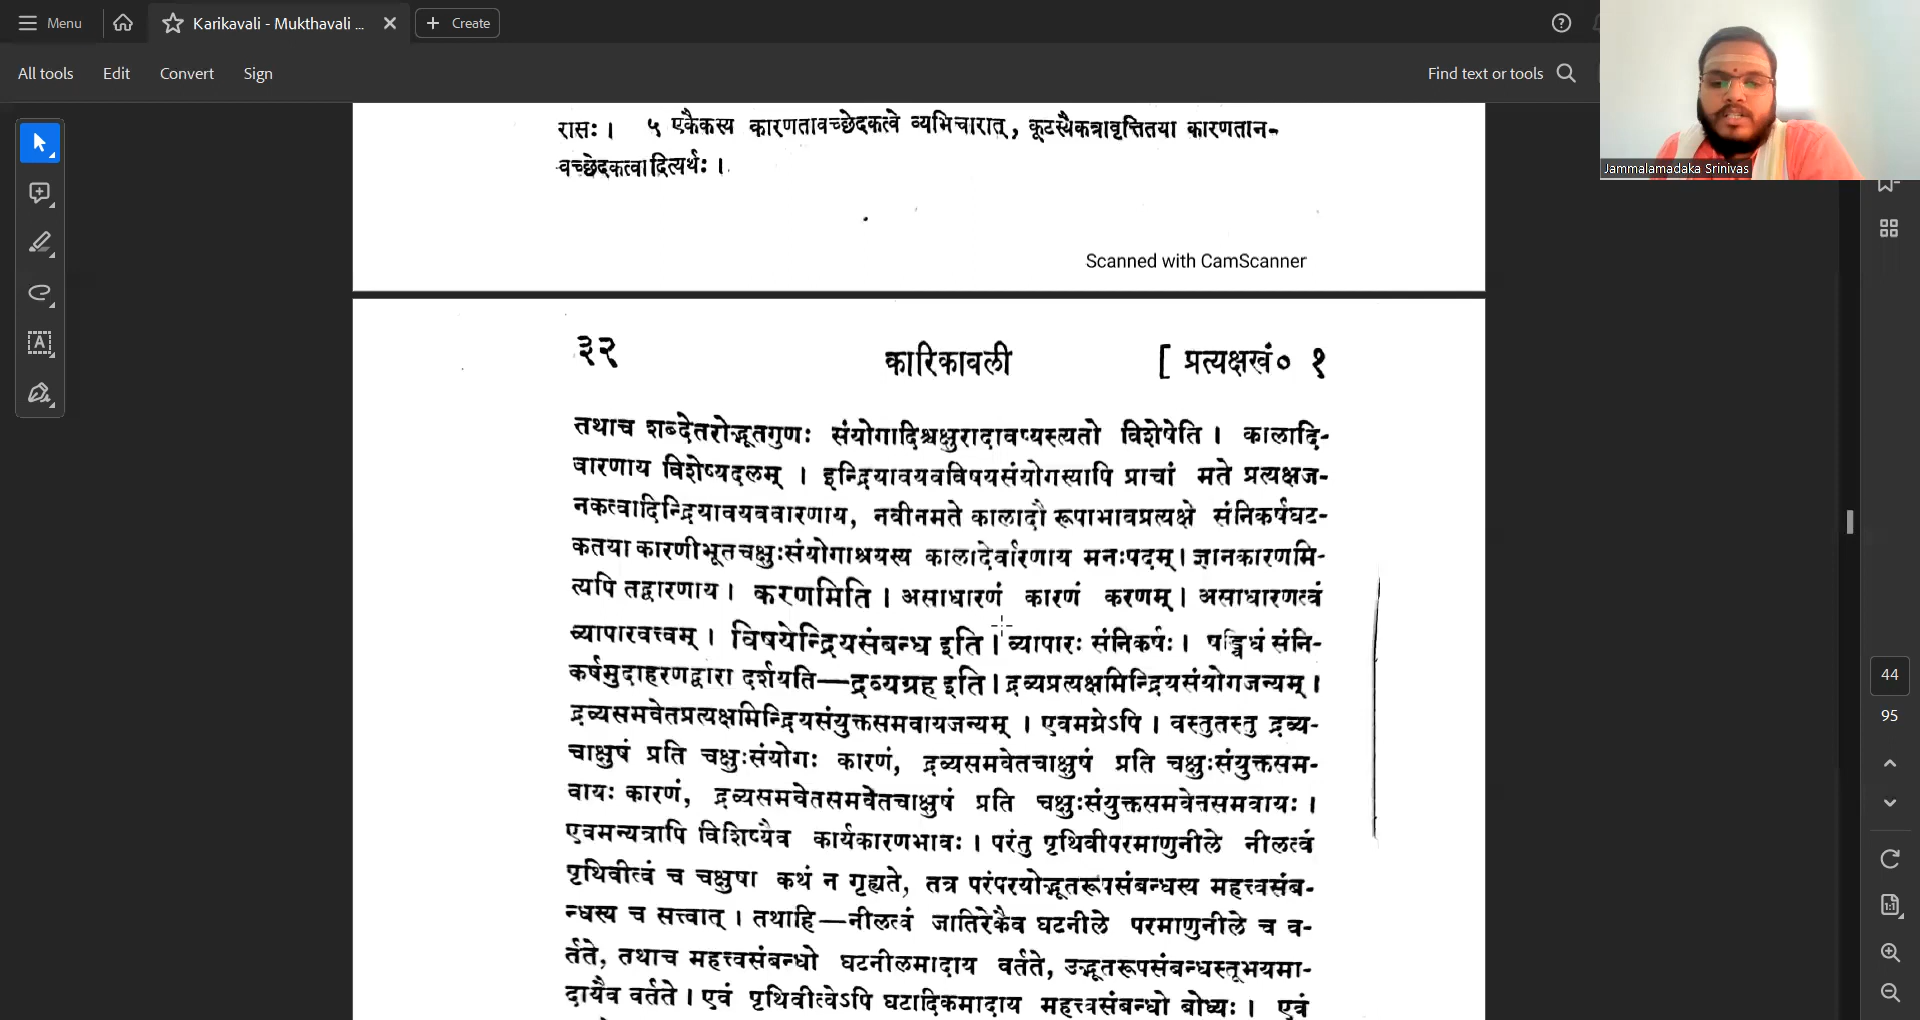 Menu
Karikavali - Mukthavali ...
Create
All tools
Edit
Convert
Sign
Find text or tools
Jammalamadaka Srinivas
रासः । ५ एकैकस्य कारणतावच्छेदकत्वे व्यभिचारात्, कूटस्थैकत्रावृत्तितया कारणतान-
वच्छेदकत्वादित्यर्थः ।
Scanned with CamScanner
३२ कारिकावली [ प्रत्यक्षखं० १
तथाच शब्देतरोद्भूतगुणः संयोगादिश्चक्षुरादावप्यस्त्यतो विशेषेति । कालादि-
वारणाय विशेष्यदलम् । इन्द्रियावयवविषयसंयोगस्यापि प्राचां मते प्रत्यक्षज-
नकत्वादिन्द्रियावयववारणाय, नवीनमते कालादौ रूपाभावप्रत्यक्षे संनिकर्षघट-
कतया कारणीभूतचक्षुःसंयोगाश्रयस्य कालादेर्वारणाय मनःपदम् । ज्ञानकारणमि-
त्यपि तद्वारणाय । करणमिति । असाधारणं कारणं करणम् । असाधारणत्वं
व्यापारवत्त्वम् । विषयेन्द्रियसंबन्ध इति । व्यापारः संनिकर्षः । षड्विधं संनि-
कर्षमुदाहरणद्वारा दर्शयति—द्रव्यग्रह इति । द्रव्यप्रत्यक्षमिन्द्रियसंयोगजन्यम् ।
द्रव्यसमवेतप्रत्यक्षमिन्द्रियसंयुक्तसमवायजन्यम् । एवमग्रेऽपि । वस्तुतस्तु द्रव्य-
चाक्षुषं प्रति चक्षुःसंयोगः कारणं, द्रव्यसमवेतचाक्षुषं प्रति चक्षुःसंयुक्तसम-
वायः कारणं, द्रव्यसमवेतसमवेतचाक्षुषं प्रति चक्षुःसंयुक्तसमवेतसमवायः ।
एवमन्यत्रापि विशिष्यैव कार्यकारणभावः । परंतु पृथिवीपरमाणुनीले नीलत्वं
पृथिवीत्वं च चक्षुषा कथं न गृह्यते, तत्र परंपरयोद्भूतरूपसंबन्धस्य महत्त्वसंब-
न्धस्य च सत्त्वात् । तथाहि—नीलत्वं जातिरेकैव घटनीले परमाणुनीले च व-
र्तते, तथाच महत्त्वसंबन्धो घटनीलमादाय वर्तते, उद्भूतरूपसंबन्धस्तूभयमा-
दायैव वर्तते । एवं पृथिवीत्वेऽपि घटादिकमादाय महत्त्वसंबन्धो बोध्यः । एवं
44
95